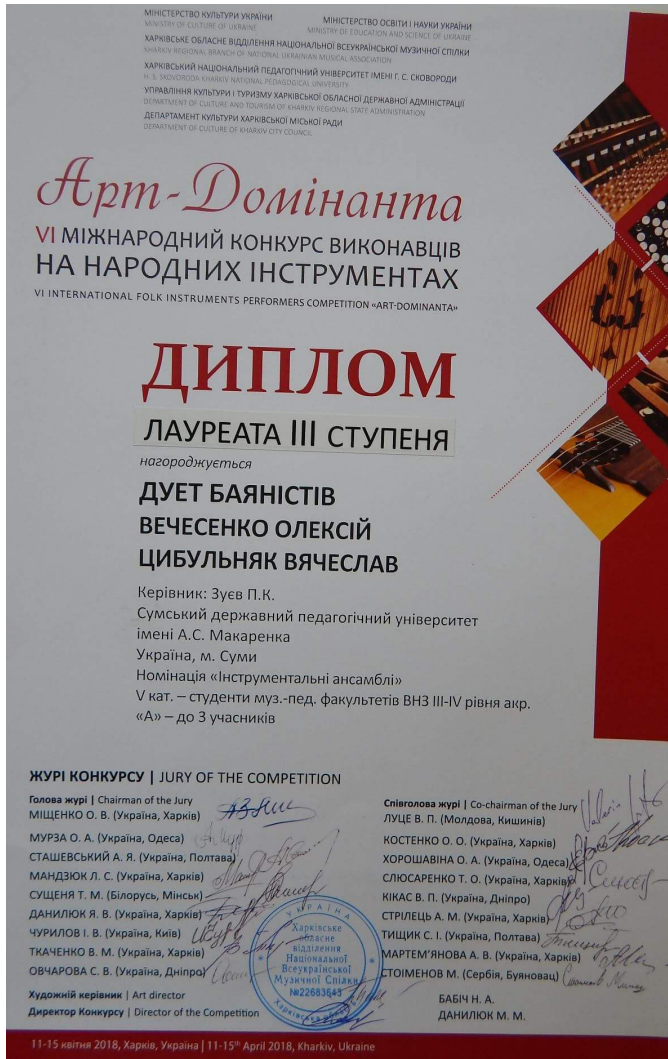 МІНІСТЕРСТВО КУЛЬТУРИ УКРАЇНИ
MINISTRY OF CULTURE OF UKRAINE
МІНІСТЕРСТВО ОСВІТИ І НАУКИ УКРАЇНИ
MINISTRY OF EDUCATION AND SCIENCE OF UKRAINE
ХАРКІВСЬКЕ ОБЛАСНЕ ВІДДІЛЕННЯ НАЦІОНАЛЬНОЇ ВСЕУКРАЇНСЬКОЇ МУЗИЧНОЇ СПІЛКИ
KHARKIV REGIONAL BRANCH OF NATIONAL UKRAINIAN MUSICAL ASSOCIATION
ХАРКІВСЬКИЙ НАЦІОНАЛЬНИЙ ПЕДАГОГІЧНИЙ УНІВЕРСИТЕТ ІМЕНІ Г. С. СКОВОРОДИ
H. S. SKOVORODA KHARKIV NATIONAL PEDAGOGICAL UNIVERSITY
УПРАВЛІННЯ КУЛЬТУРИ І ТУРИЗМУ ХАРКІВСЬКОЇ ОБЛАСНОЇ ДЕРЖАВНОЇ АДМІНІСТРАЦІЇ
DEPARTMENT OF CULTURE AND TOURISM OF KHARKIV REGIONAL STATE ADMINISTRATION
ДЕПАРТАМЕНТ КУЛЬТУРИ ХАРКІВСЬКОЇ МІСЬКОЇ РАДИ
DEPARTMENT OF CULTURE OF KHARKIV CITY COUNCIL
Арт-Домінанта
VI МІЖНАРОДНИЙ КОНКУРС ВИКОНАВЦІВ
НА НАРОДНИХ ІНСТРУМЕНТАХ
VI INTERNATIONAL FOLK INSTRUMENTS PERFORMERS COMPETITION «ART-DOMINANTA»
ДИПЛОМ
ЛАУРЕАТА III СТУПЕНЯ
нагороджується
ДУЕТ БАЯНІСТІВ
ВЕЧЕСЕНКО ОЛЕКСІЙ
ЦИБУЛЬНЯК ВЯЧЕСЛАВ
Керівник: Зуєв П.К.
Сумський державний педагогічний університет
імені А.С. Макаренка
Україна, м. Суми
Номінація «Інструментальні ансамблі»
V кат. – студенти муз.-пед. факультетів ВНЗ III-IV рівня акр.
«А» – до 3 учасників
ЖУРІ КОНКУРСУ | JURY OF THE COMPETITION
Голова журі | Chairman of the Jury
МІЩЕНКО О. В. (Україна, Харків)
МУРЗА О. А. (Україна, Одеса)
СТАШЕВСЬКИЙ А. Я. (Україна, Полтава)
МАНДЗЮК Л. С. (Україна, Харків)
СУЩЕНЯ Т. М. (Білорусь, Мінськ)
ДАНИЛЮК Я. В. (Україна, Харків)
ЧУРИЛОВ І. В. (Україна, Київ)
ТКАЧЕНКО В. М. (Україна, Харків)
ОВЧАРОВА С. В. (Україна, Дніпро)
Співголова журі | Co-chairman of the Jury
ЛУЦЕ В. П. (Молдова, Кишинів)
КОСТЕНКО О. О. (Україна, Харків)
ХОРОШАВІНА О. А. (Україна, Одеса)
СЛЮСАРЕНКО Т. О. (Україна, Харків)
КІКАС В. П. (Україна, Дніпро)
СТРІЛЕЦЬ А. М. (Україна, Харків)
ТИЩИК С. І. (Україна, Полтава)
МАРТЕМ'ЯНОВА А. В. (Україна, Харків)
СТОІМЕНОВ М. (Сербія, Буяновац)
УКРАЇНА
Харківське
обласне
відділення
Національної
Всеукраїнської
Музичної Спілки
№22683643
Художній керівник | Art director
БАБІЧ Н. А.
Директор Конкурсу | Director of the Competition
ДАНИЛЮК М. М.
11-15 квітня 2018, Харків, Україна | 11-15th April 2018, Kharkiv, Ukraine